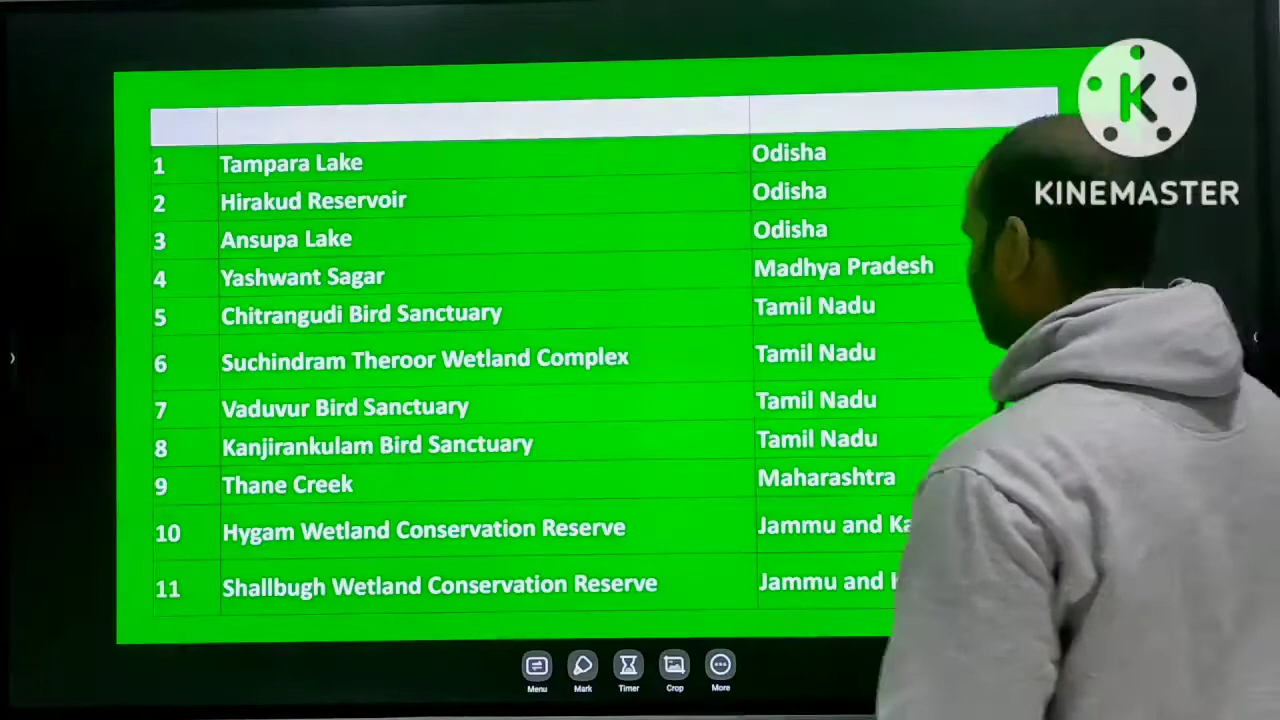 KINEMASTER
1 Tampara Lake Odisha
2 Hirakud Reservoir Odisha
3 Ansupa Lake Odisha
4 Yashwant Sagar Madhya Pradesh
5 Chitrangudi Bird Sanctuary Tamil Nadu
6 Suchindram Theroor Wetland Complex Tamil Nadu
7 Vaduvur Bird Sanctuary Tamil Nadu
8 Kanjirankulam Bird Sanctuary Tamil Nadu
9 Thane Creek Maharashtra
10 Hygam Wetland Conservation Reserve Jammu and
11 Shallbugh Wetland Conservation Reserve Jammu and
Menu Mark Timer Crop More